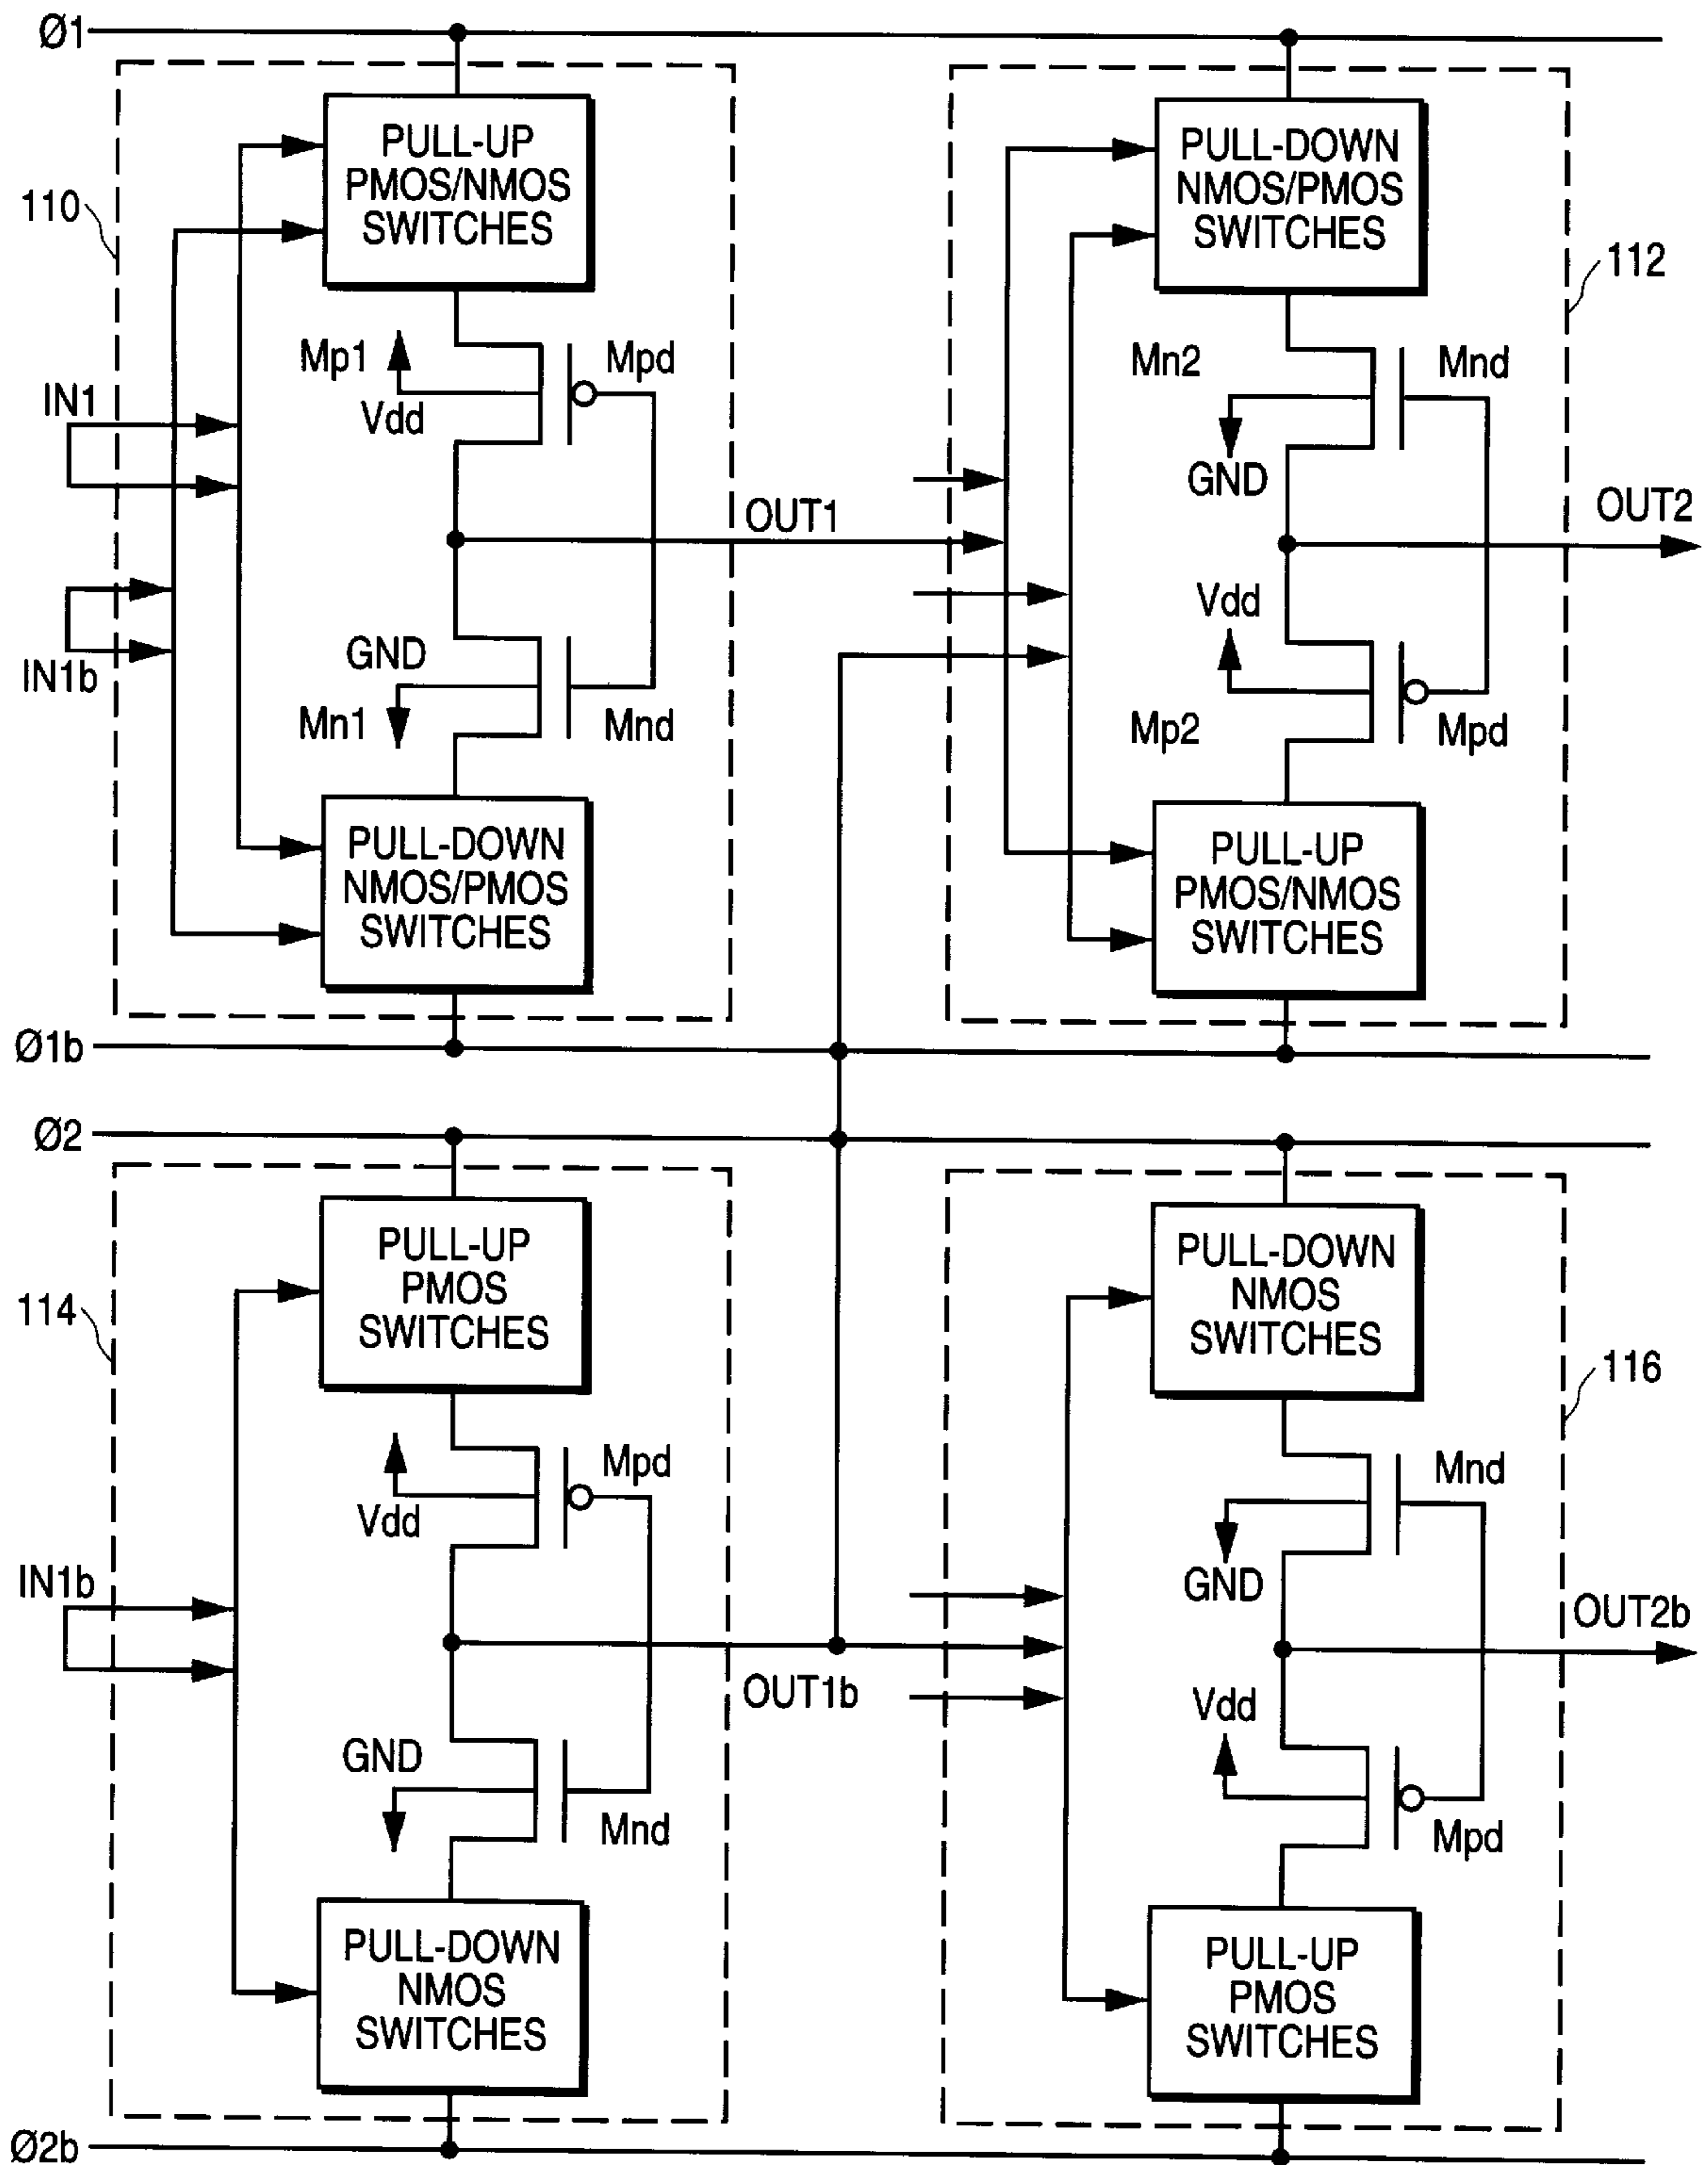 Ø1
PULL-UP
PMOS/NMOS
SWITCHES
PULL-DOWN
NMOS/PMOS
SWITCHES
110
112
Mp1
Mpd
Vdd
Mn2
Mnd
GND
IN1
OUT1
OUT2
IN1b
GND
Mn1
Mnd
Vdd
Mp2
Mpd
PULL-DOWN
NMOS/PMOS
SWITCHES
PULL-UP
PMOS/NMOS
SWITCHES
Ø1b
Ø2
PULL-UP
PMOS
SWITCHES
PULL-DOWN
NMOS
SWITCHES
114
116
Mpd
Vdd
Mnd
GND
IN1b
OUT1b
OUT2b
GND
Mnd
Vdd
Mpd
PULL-DOWN
NMOS
SWITCHES
PULL-UP
PMOS
SWITCHES
Ø2b